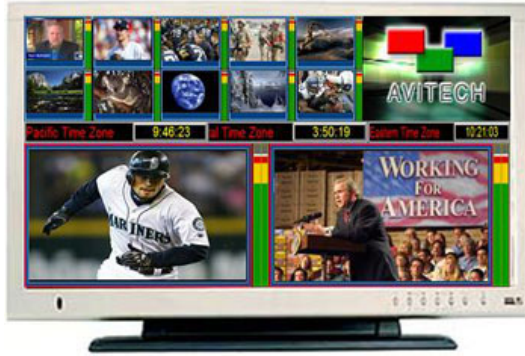 AVITECH
Pacific Time Zone
9:46:23
al Time Zone
3:50:19
Eastern Time Zone
10:21:03
MARINERS
WORKING
FOR
AMERICA